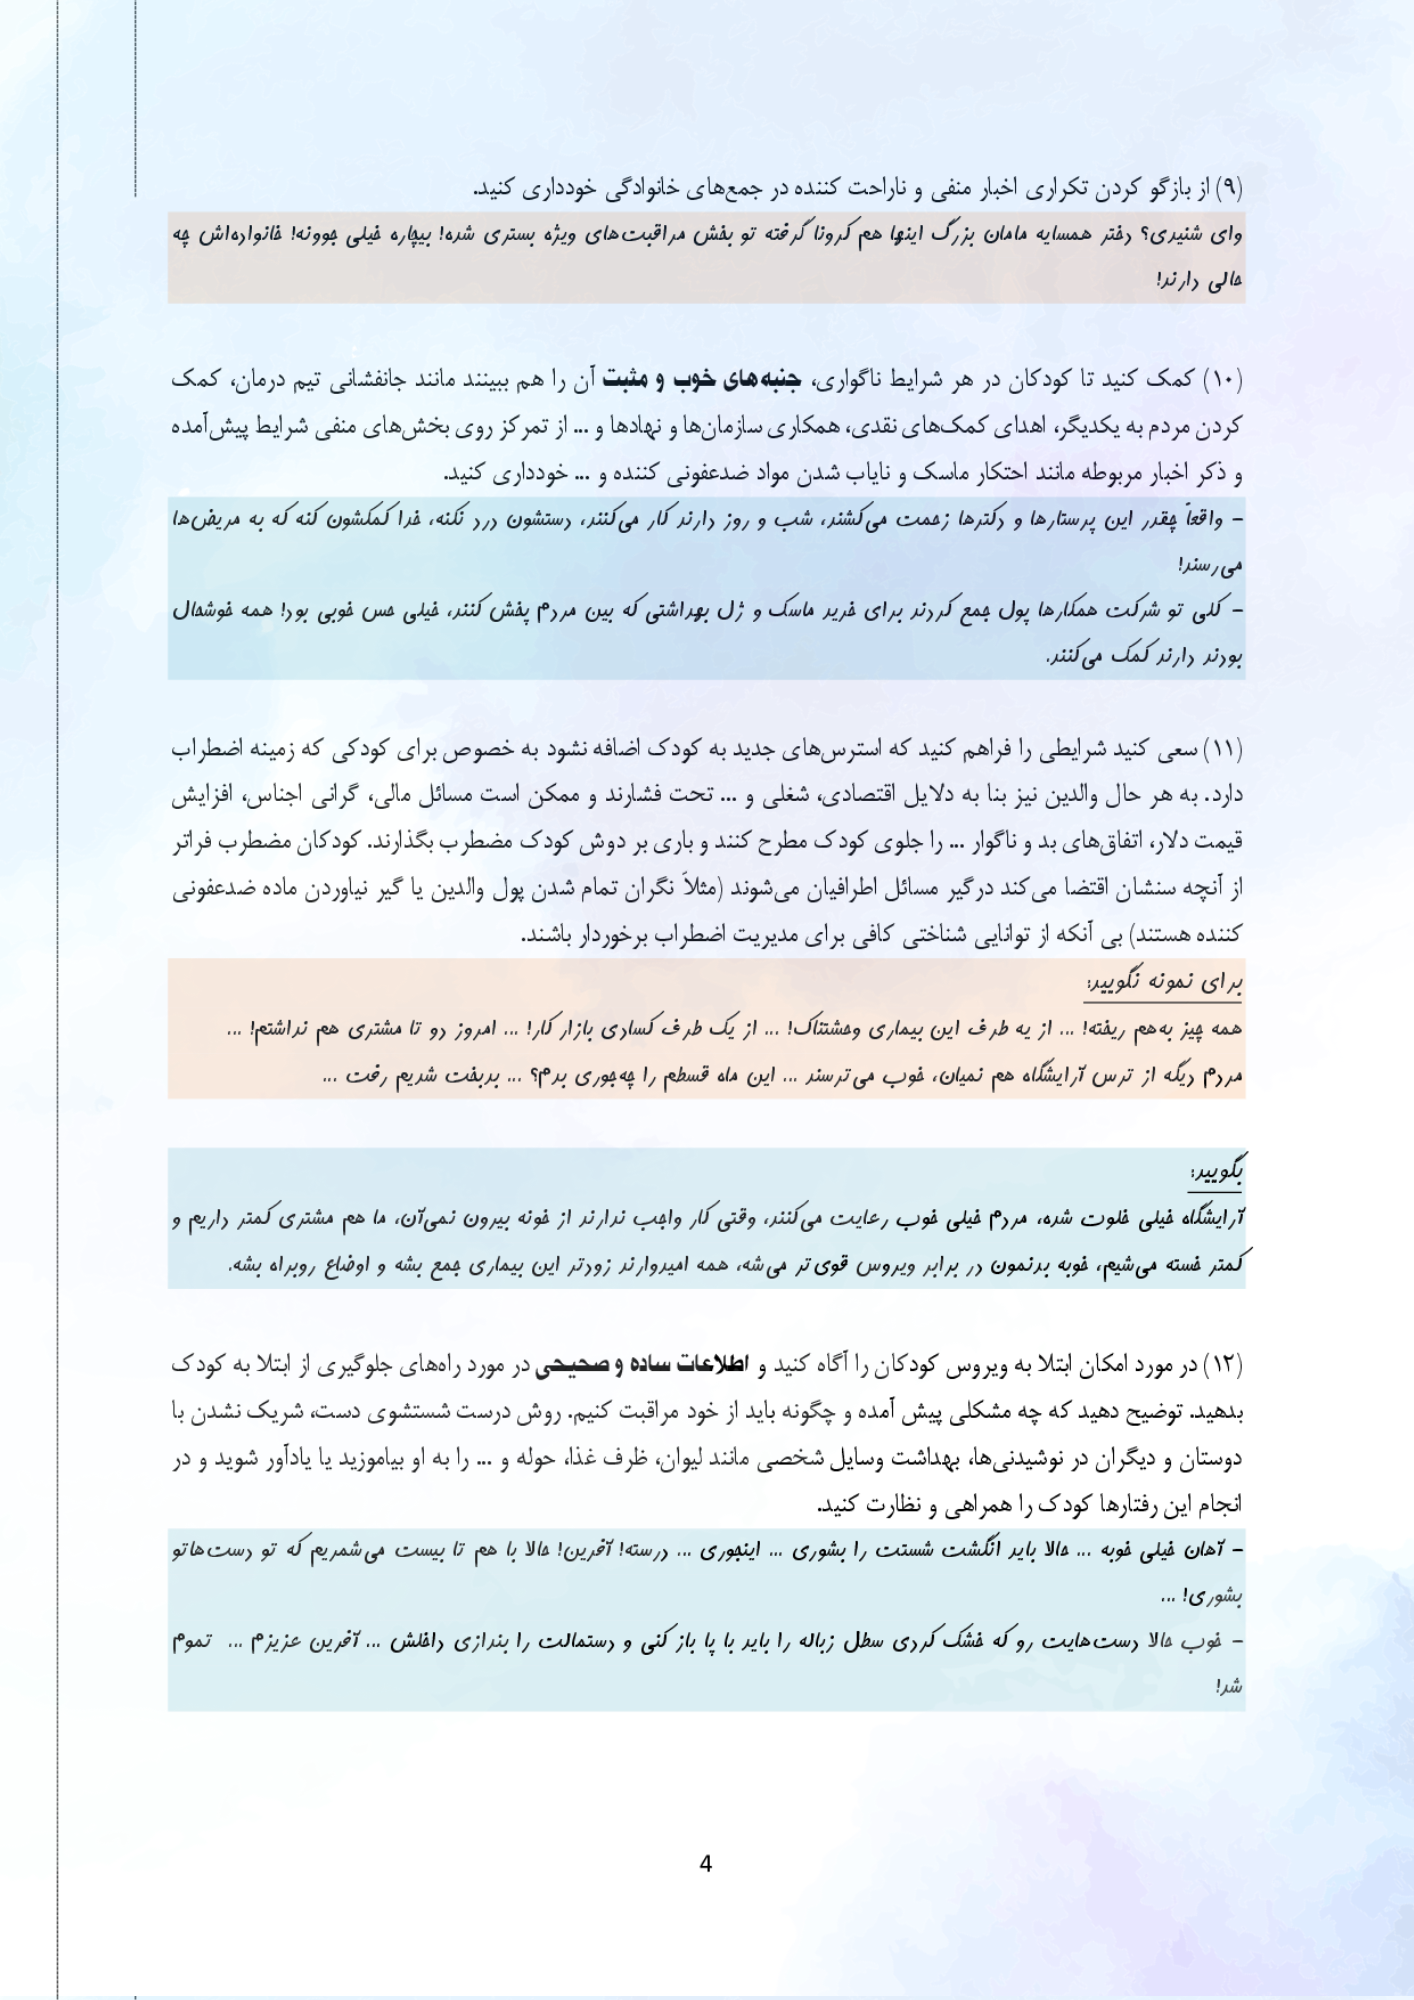 (۹) از بازگو کردن تکراری اخبار منفی و ناراحت کننده در جمع‌های خانوادگی خودداری کنید.
وای شنیدی؟ دختر همسایه مامان بزرگ اینها هم کرونا گرفته تو بخش مراقبت‌های ویژه بستری شده! بیچاره خیلی جوونه! خانواده‌اش چه
حالی دارند!
(۱۰) کمک کنید تا کودکان در هر شرایط ناگواری، جنبه‌های خوب و مثبت آن را هم ببینند مانند جانفشانی تیم درمان، کمک
کردن مردم به یکدیگر، اهدای کمک‌های نقدی، همکاری سازمان‌ها و نهادها و ... از تمرکز روی بخش‌های منفی شرایط پیش‌آمده
و ذکر اخبار مربوطه مانند احتکار ماسک و نایاب شدن مواد ضدعفونی کننده و ... خودداری کنید.
- واقعاً چقدر این پرستارها و دکترها زحمت می‌کشند، شب و روز دارند کار می‌کنند، دستشون درد نکنه، خدا کمکشون کنه که به مریض‌ها
می‌رسند!
- کلی تو شرکت همکارها پول جمع کردند برای خرید ماسک و ژل بهداشتی که بین مردم پخش کنند، خیلی حس خوبی بود! همه خوشحال
بودند دارند کمک می‌کنند.
(۱۱) سعی کنید شرایطی را فراهم کنید که استرس‌های جدید به کودک اضافه نشود به خصوص برای کودکی که زمینه اضطراب
دارد. به هر حال والدین نیز بنا به دلایل اقتصادی، شغلی و ... تحت فشارند و ممکن است مسائل مالی، گرانی اجناس، افزایش
قیمت دلار، اتفاق‌های بد و ناگوار ... را جلوی کودک مطرح کنند و باری بر دوش کودک مضطرب بگذارند. کودکان مضطرب فراتر
از آنچه سنشان اقتضا می‌کند درگیر مسائل اطرافیان می‌شوند (مثلاً نگران تمام شدن پول والدین یا گیر نیاوردن ماده ضدعفونی
کننده هستند) بی آنکه از توانایی شناختی کافی برای مدیریت اضطراب برخوردار باشند.
برای نمونه نگویید:
همه چیز به‌هم ریخته! ... از یه طرف این بیماری وحشتناک! ... از یک طرف کسادی بازار کار! ... امروز دو تا مشتری هم نداشتم! ...
مردم دیگه از ترس آرایشگاه هم نمیان، خوب می‌ترسند ... این ماه قسطم را چه‌جوری بدم؟ ... بدبخت شدیم رفت ...
بگویید:
آرایشگاه خیلی خلوت شده، مردم خیلی خوب رعایت می‌کنند، وقتی کار واجب ندارند از خونه بیرون نمی‌آن، ما هم مشتری کمتر داریم و
کمتر خسته می‌شیم، خوبه بدنمون در برابر ویروس قوی‌تر می‌شه، همه امیدوارند زودتر این بیماری جمع بشه و اوضاع روبراه بشه.
(۱۲) در مورد امکان ابتلا به ویروس کودکان را آگاه کنید و اطلاعات ساده و صحیحی در مورد راه‌های جلوگیری از ابتلا به کودک
بدهید. توضیح دهید که چه مشکلی پیش آمده و چگونه باید از خود مراقبت کنیم. روش درست شستشوی دست، شریک نشدن با
دوستان و دیگران در نوشیدنی‌ها، بهداشت وسایل شخصی مانند لیوان، ظرف غذا، حوله و ... را به او بیاموزید یا یادآور شوید و در
انجام این رفتارها کودک را همراهی و نظارت کنید.
- آهان خیلی خوبه ... حالا باید انگشت شستت را بشوری ... اینجوری ... درسته! آفرین! حالا با هم تا بیست می‌شمریم که تو دست‌هاتو
بشوری! ...
- خوب حالا دست‌هایت رو که خشک کردی سطل زباله را باید با پا باز کنی و دستمالت را بندازی داخلش ... آفرین عزیزم ... تموم
شد!
4